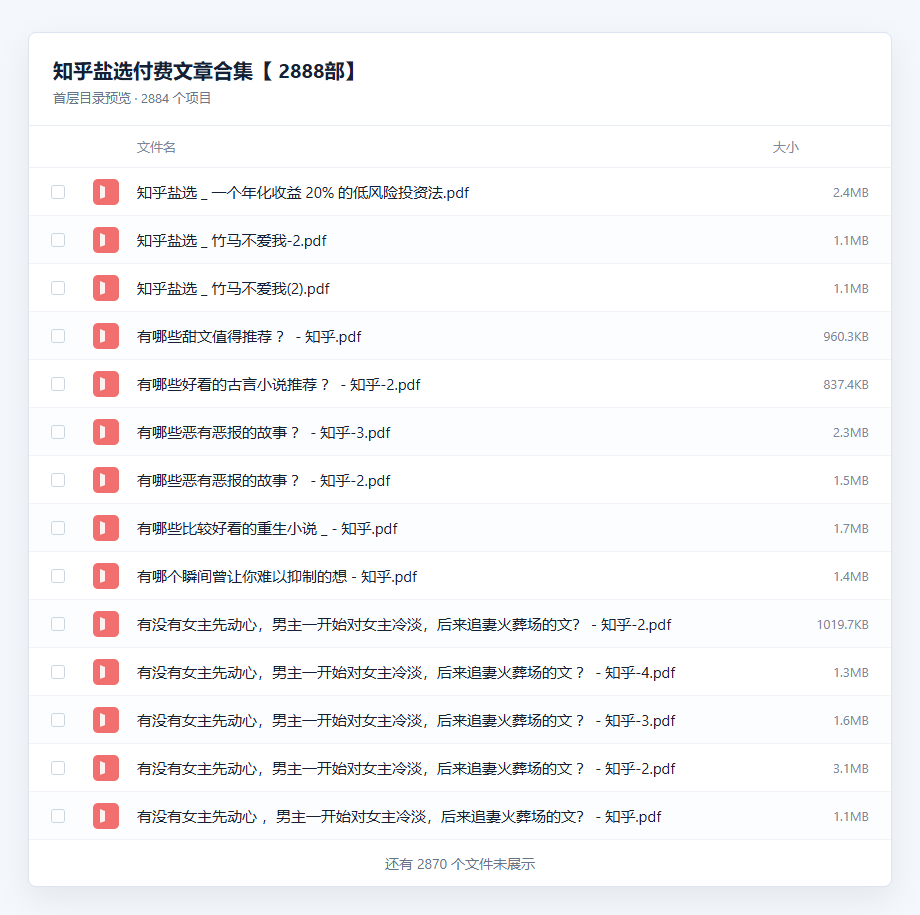 知乎盐选付费文章合集【 2888部】
首层目录预览 · 2884 个项目
文件名 大小
知乎盐选 _ 一个年化收益 20% 的低风险投资法.pdf 2.4MB
知乎盐选 _ 竹马不爱我-2.pdf 1.1MB
知乎盐选 _ 竹马不爱我(2).pdf 1.1MB
有哪些甜文值得推荐？ - 知乎.pdf 960.3KB
有哪些好看的古言小说推荐？ - 知乎-2.pdf 837.4KB
有哪些恶有恶报的故事？ - 知乎-3.pdf 2.3MB
有哪些恶有恶报的故事？ - 知乎-2.pdf 1.5MB
有哪些比较好看的重生小说 _ - 知乎.pdf 1.7MB
有哪个瞬间曾让你难以抑制的想 - 知乎.pdf 1.4MB
有没有女主先动心，男主一开始对女主冷淡，后来追妻火葬场的文？ - 知乎-2.pdf 1019.7KB
有没有女主先动心，男主一开始对女主冷淡，后来追妻火葬场的文？ - 知乎-4.pdf 1.3MB
有没有女主先动心，男主一开始对女主冷淡，后来追妻火葬场的文？ - 知乎-3.pdf 1.6MB
有没有女主先动心，男主一开始对女主冷淡，后来追妻火葬场的文？ - 知乎-2.pdf 3.1MB
有没有女主先动心 ，男主一开始对女主冷淡，后来追妻火葬场的文？ - 知乎.pdf 1.1MB
还有 2870 个文件未展示